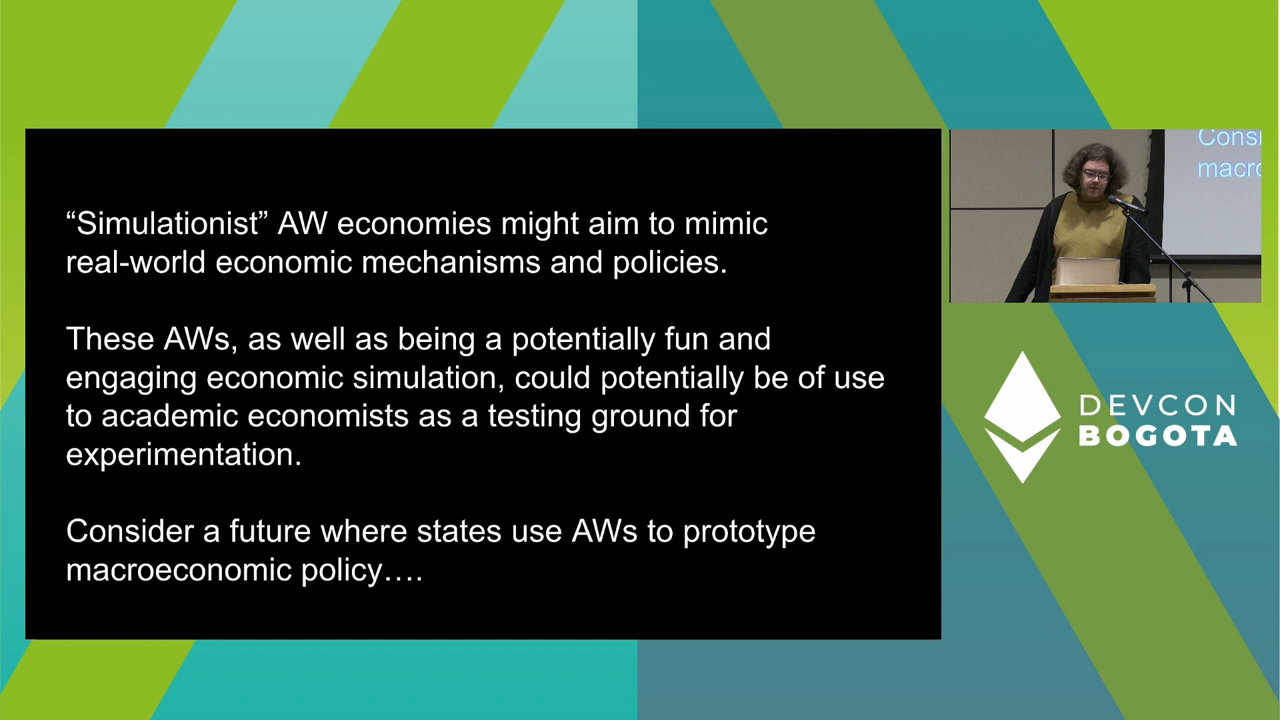 “Simulationist” AW economies might aim to mimic
real-world economic mechanisms and policies.
These AWs, as well as being a potentially fun and
engaging economic simulation, could potentially be of use
to academic economists as a testing ground for
experimentation.
Consider a future where states use AWs to prototype
macroeconomic policy….
Consi
macro
DEVCON
BOGOTA